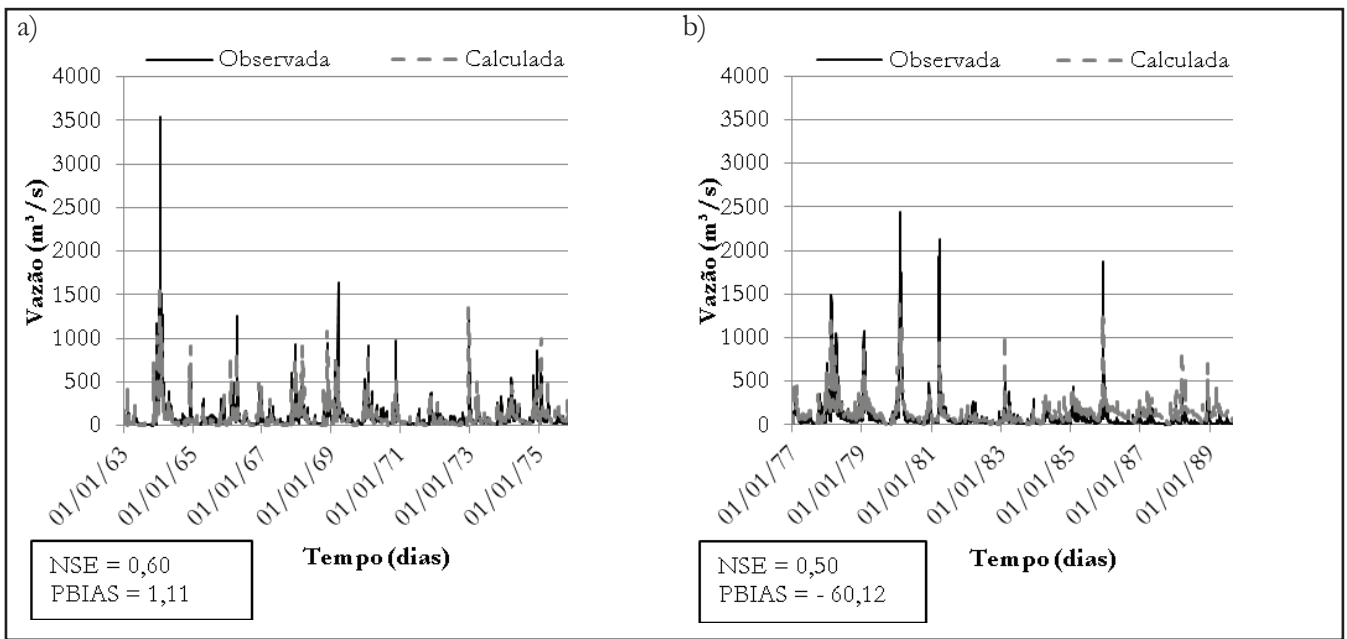 a)
Observada Calculada
4000
3500
3000
2500
2000
1500
1000
500
0
Vazão (m³/s)
01/01/63
01/01/65
01/01/67
01/01/69
01/01/71
01/01/73
01/01/75
Tempo (dias)
NSE = 0,60
PBIAS = 1,11
b)
Observada Calculada
4000
3500
3000
2500
2000
1500
1000
500
0
Vazão (m³/s)
01/01/77
01/01/79
01/01/81
01/01/83
01/01/85
01/01/87
01/01/89
Tempo (dias)
NSE = 0,50
PBIAS = - 60,12